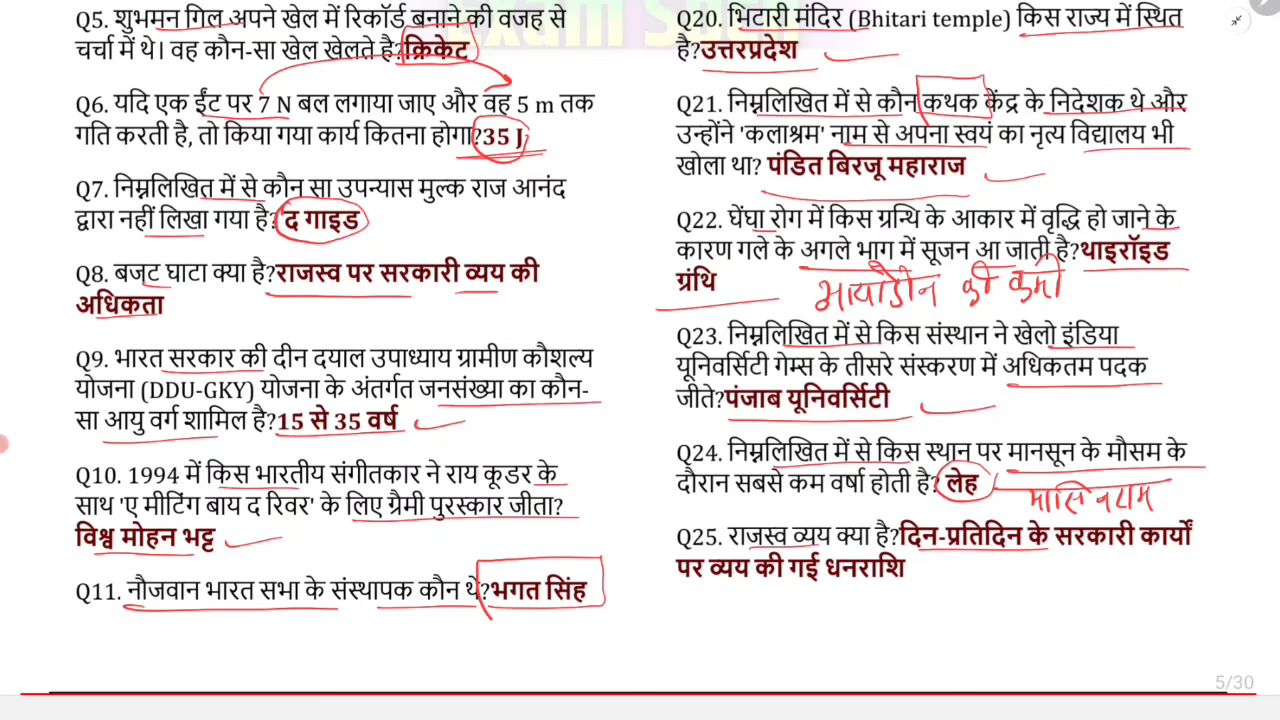 Exam Spot
Q5. शुभमन गिल अपने खेल में रिकॉर्ड बनाने की वजह से
चर्चा में थे। वह कौन-सा खेल खेलते है?क्रिकेट
Q6. यदि एक ईंट पर 7 N बल लगाया जाए और वह 5 m तक
गति करती है, तो किया गया कार्य कितना होगा?35 J
Q7. निम्नलिखित में से कौन सा उपन्यास मुल्क राज आनंद
द्वारा नहीं लिखा गया है? द गाइड
Q8. बजट घाटा क्या है?राजस्व पर सरकारी व्यय की
अधिकता
Q9. भारत सरकार की दीन दयाल उपाध्याय ग्रामीण कौशल्य
योजना (DDU-GKY) योजना के अंतर्गत जनसंख्या का कौन-
सा आयु वर्ग शामिल है?15 से 35 वर्ष
Q10. 1994 में किस भारतीय संगीतकार ने राय कूडर के
साथ 'ए मीटिंग बाय द रिवर' के लिए ग्रैमी पुरस्कार जीता?
विश्व मोहन भट्ट
Q11. नौजवान भारत सभा के संस्थापक कौन थे?भगत सिंह
Q20. भिटारी मंदिर (Bhitari temple) किस राज्य में स्थित
है?उत्तरप्रदेश
Q21. निम्नलिखित में से कौन कथक केंद्र के निदेशक थे और
उन्होंने 'कलाश्रम' नाम से अपना स्वयं का नृत्य विद्यालय भी
खोला था? पंडित बिरजू महाराज
Q22. घेंघा रोग में किस ग्रन्थि के आकार में वृद्धि हो जाने के
कारण गले के अगले भाग में सूजन आ जाती है?थाइरॉइड
ग्रंथि
आयोडीन की कमी
Q23. निम्नलिखित में से किस संस्थान ने खेलो इंडिया
यूनिवर्सिटी गेम्स के तीसरे संस्करण में अधिकतम पदक
जीते?पंजाब यूनिवर्सिटी
Q24. निम्नलिखित में से किस स्थान पर मानसून के मौसम के
दौरान सबसे कम वर्षा होती है? लेह
मासिनराम
Q25. राजस्व व्यय क्या है?दिन-प्रतिदिन के सरकारी कार्यों
पर व्यय की गई धनराशि
5/30